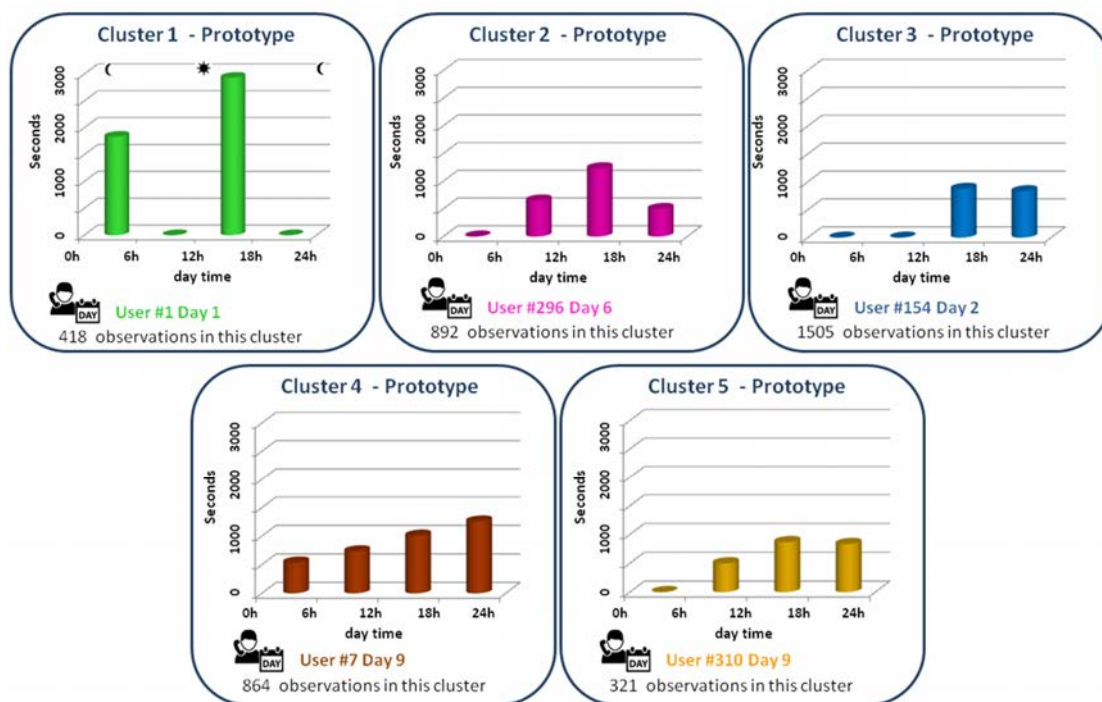 Cluster 1 - Prototype
3000
2000
1000
0
Seconds
0h 6h 12h 18h 24h
day time
DAY
User #1 Day 1
418 observations in this cluster
Cluster 2 - Prototype
3000
2000
1000
0
Seconds
0h 6h 12h 18h 24h
day time
DAY
User #296 Day 6
892 observations in this cluster
Cluster 3 - Prototype
3000
2000
1000
0
Seconds
0h 6h 12h 18h 24h
day time
DAY
User #154 Day 2
1505 observations in this cluster
Cluster 4 - Prototype
3000
2000
1000
0
Seconds
0h 6h 12h 18h 24h
day time
DAY
User #7 Day 9
864 observations in this cluster
Cluster 5 - Prototype
3000
2000
1000
0
Seconds
0h 6h 12h 18h 24h
day time
DAY
User #310 Day 9
321 observations in this cluster